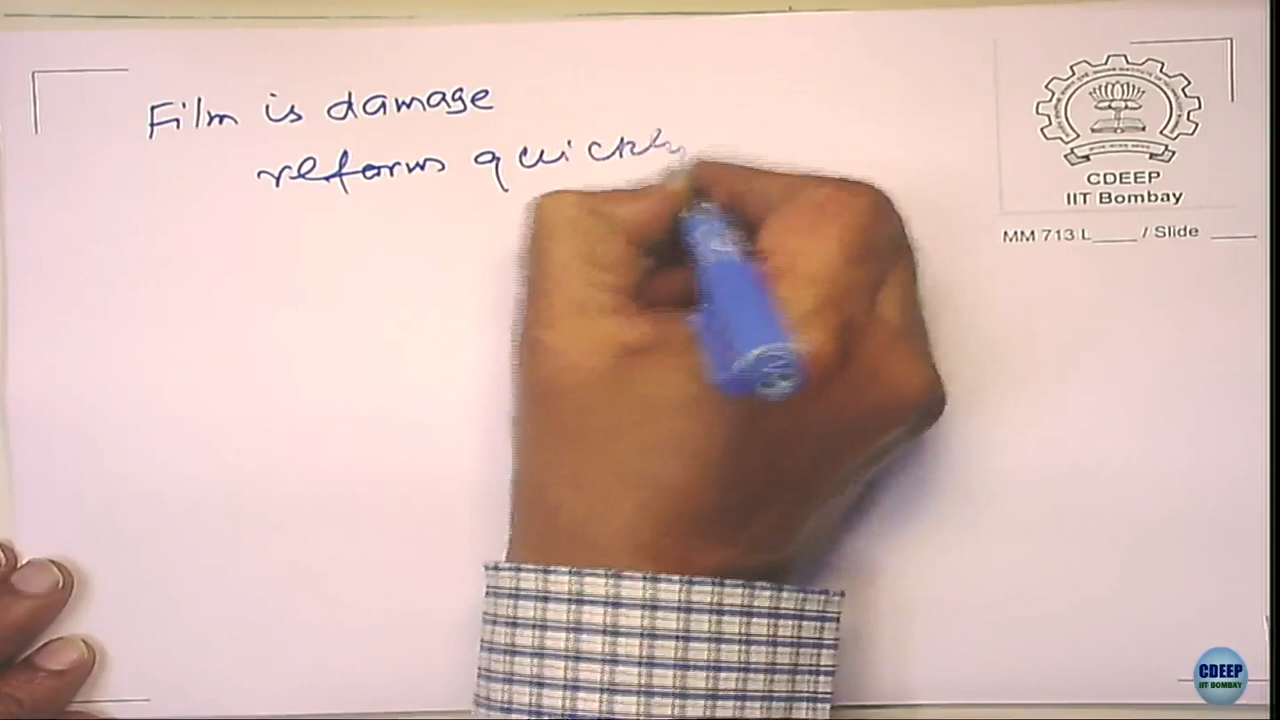 Film is damage
reforms quickly
CDEEP
IIT Bombay
MM 713 L____ / Slide ____
CDEEP
IIT BOMBAY